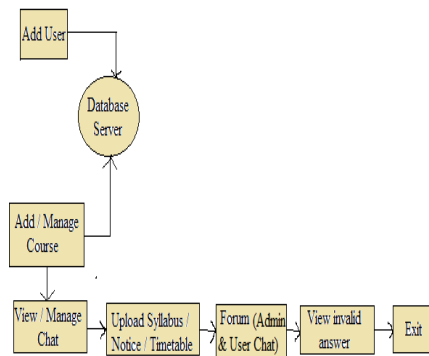 Add User
Database
Server
Add / Manage
Course
View / Manage
Chat
Upload Syllabus /
Notice / Timetable
Forum (Admin
& User Chat)
View invalid
answer
Exit